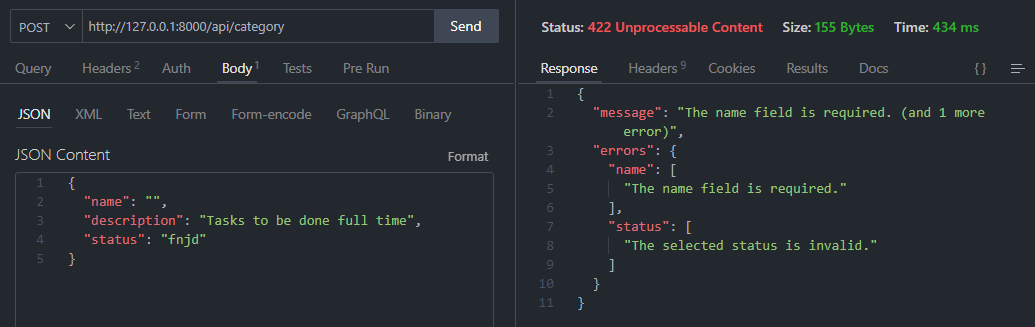 POST http://127.0.0.1:8000/api/category Send
Query Headers 2 Auth Body 1 Tests Pre Run
JSON XML Text Form Form-encode GraphQL Binary
JSON Content Format
1 {
2 "name": "",
3 "description": "Tasks to be done full time",
4 "status": "fnjd"
5 }
Status: 422 Unprocessable Content Size: 155 Bytes Time: 434 ms
Response Headers 9 Cookies Results Docs {}
1 {
2 "message": "The name field is required. (and 1 more
error)",
3 "errors": {
4 "name": [
5 "The name field is required."
6 ],
7 "status": [
8 "The selected status is invalid."
9 ]
10 }
11 }